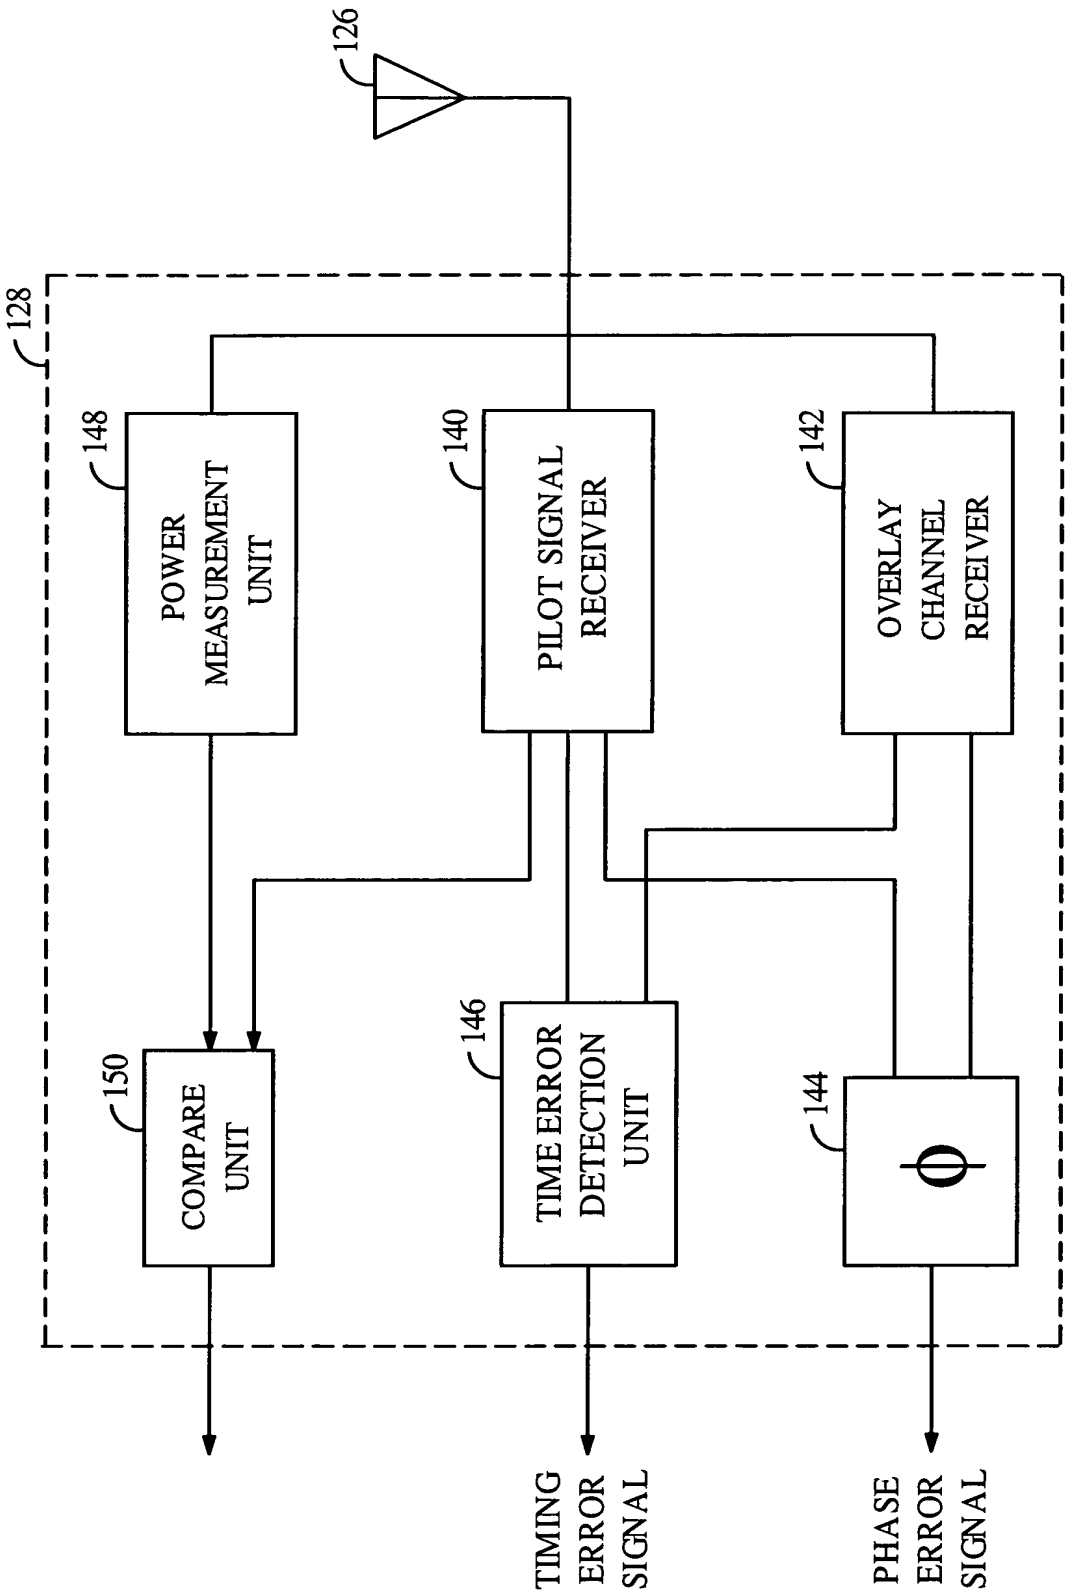 126
128
148
POWER
MEASUREMENT
UNIT
140
PILOT SIGNAL
RECEIVER
142
OVERLAY
CHANNEL
RECEIVER
150
COMPARE
UNIT
146
TIME ERROR
DETECTION
UNIT
144
ϕ
TIMING
ERROR
SIGNAL
PHASE
ERROR
SIGNAL